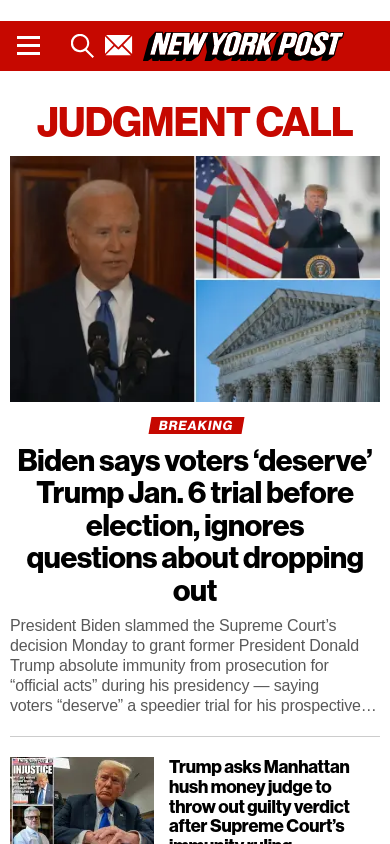 NEW YORK POST
JUDGMENT CALL
BREAKING
Biden says voters ‘deserve’
Trump Jan. 6 trial before
election, ignores
questions about dropping
out
President Biden slammed the Supreme Court’s
decision Monday to grant former President Donald
Trump absolute immunity from prosecution for
“official acts” during his presidency — saying
voters “deserve” a speedier trial for his prospective…
INJUSTICE
Trump asks Manhattan
hush money judge to
throw out guilty verdict
after Supreme Court’s
immunity ruling